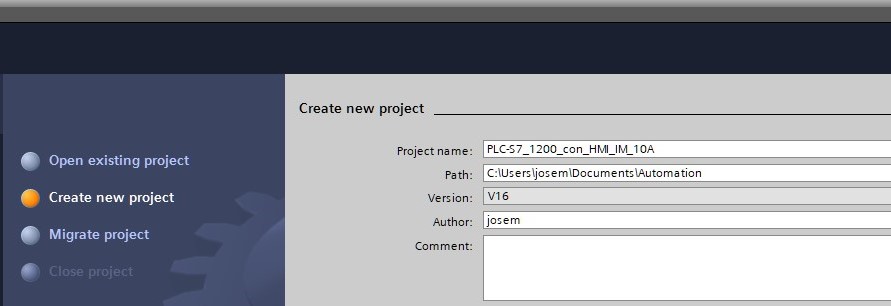 Create new project
Project name: PLC-S7_1200_con_HMI_IM_10A
Path: C:\Users\josem\Documents\Automation
Version: V16
Author: josem
Comment:
Open existing project
Create new project
Migrate project
Close project